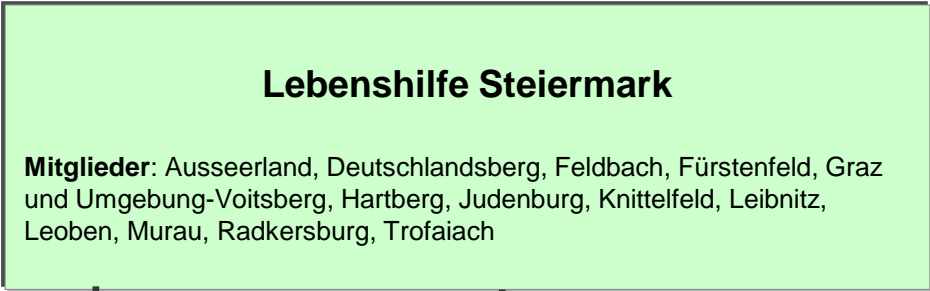 Lebenshilfe Steiermark
Mitglieder: Ausseerland, Deutschlandsberg, Feldbach, Fürstenfeld, Graz
und Umgebung-Voitsberg, Hartberg, Judenburg, Knittelfeld, Leibnitz,
Leoben, Murau, Radkersburg, Trofaiach